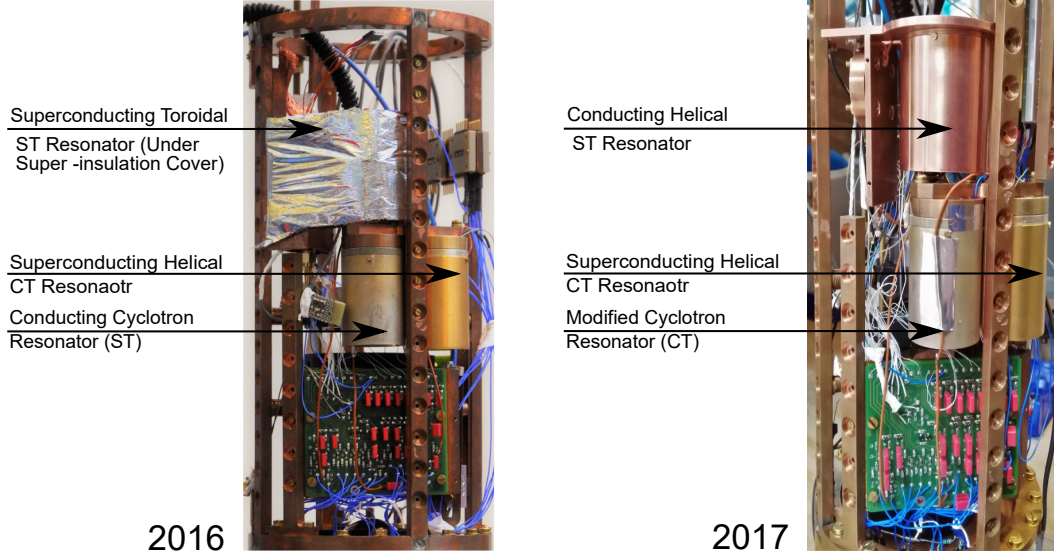 Superconducting Toroidal
ST Resonator (Under
Super -insulation Cover)
Superconducting Helical
CT Resonaotr
Conducting Cyclotron
Resonator (ST)
2016
Conducting Helical
ST Resonator
Superconducting Helical
CT Resonaotr
Modified Cyclotron
Resonator (CT)
2017